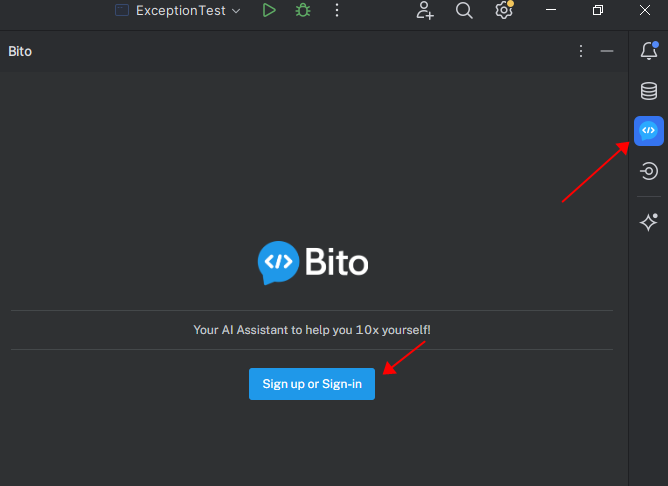 ExceptionTest
Bito
Bito
Your AI Assistant to help you 10x yourself!
Sign up or Sign-in